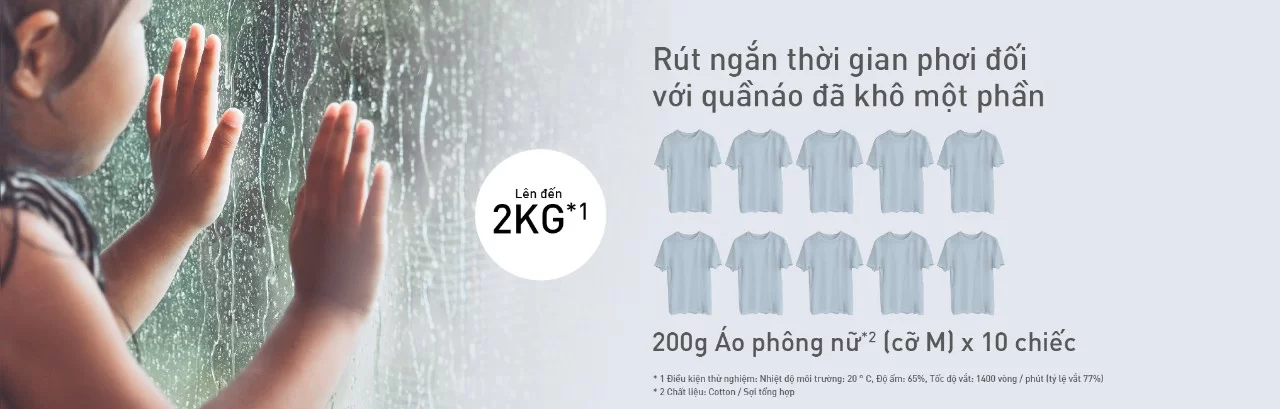 Rút ngắn thời gian phơi đối
với quầnáo đã khô một phần
Lên đến
2KG*1
200g Áo phông nữ*2 (cỡ M) x 10 chiếc
* 1 Điều kiện thử nghiệm: Nhiệt độ môi trường: 20 ° C, Độ ẩm: 65%, Tốc độ vắt: 1400 vòng / phút (tỷ lệ vắt 77%)
* 2 Chất liệu: Cotton / Sợi tổng hợp